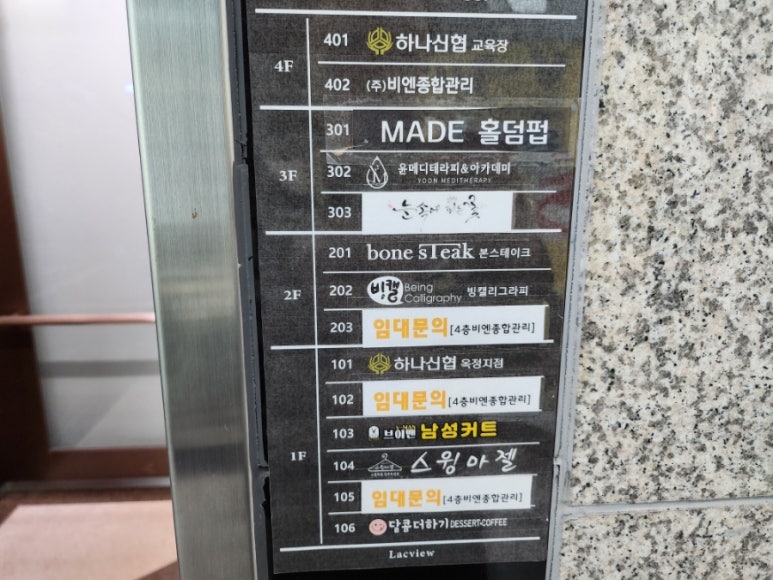 4F
401 하나신협 교육장
402 (주)비엔종합관리
3F
301 MADE 홀덤펍
302 윤메디테라피&아카데미
YOON MEDITHERAPY
303
2F
201 bone sTeak 본스테이크
202 빙캘 Being Calligraphy 빙캘리그라피
203 임대문의 [4층비엔종합관리]
1F
101 하나신협 옥정지점
102 임대문의 [4층비엔종합관리]
103 브이맨 남성커트
104 스윙마젤
105 임대문의 [4층비엔종합관리]
106 달콤더하기 DESSERT·COFFEE
Lacview